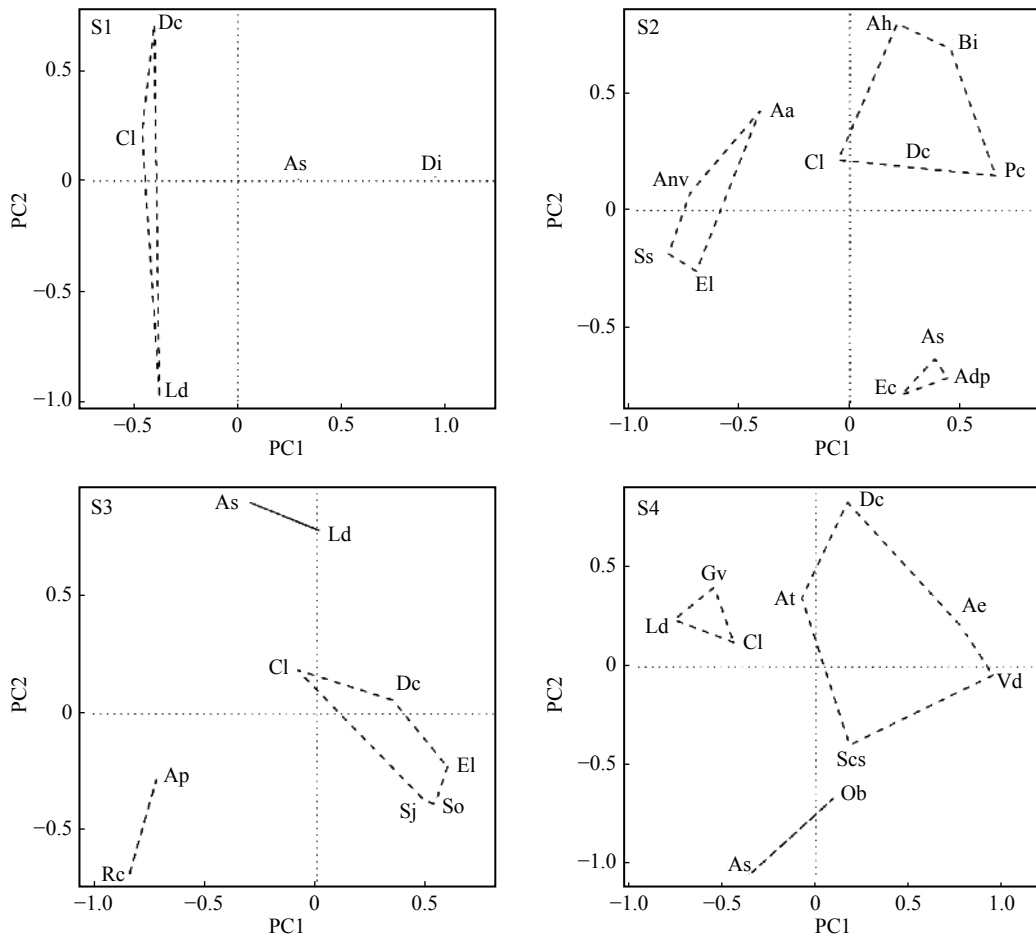 S1
Dc
0.5
Cl
As
Di
0
PC2
−0.5
−1.0
Ld
−0.5
0
0.5
1.0
PC1
S2
Ah
Bi
0.5
Aa
Cl
Dc
Pc
Anv
0
PC2
Ss
El
−0.5
As
Ec
Adp
−1.0
−0.5
0
0.5
PC1
S3
As
Ld
0.5
Cl
Dc
PC2
0
El
Ap
Sj
So
−0.5
Rc
−1.0
−0.5
0
0.5
PC1
S4
Dc
0.5
Gv
At
Ae
Ld
Cl
PC2
0
Vd
−0.5
Scs
Ob
−1.0
As
−1.0
−0.5
0
0.5
1.0
PC1